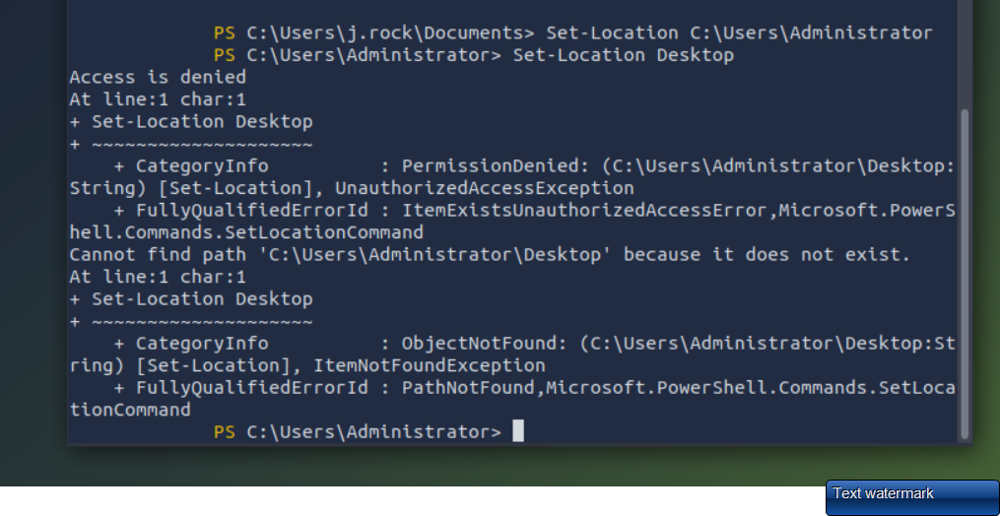 PS C:\Users\j.rock\Documents> Set-Location C:\Users\Administrator
PS C:\Users\Administrator> Set-Location Desktop
Access is denied
At line:1 char:1
+ Set-Location Desktop
+ ~~~~~~~~~~~~~~~~~~~~
    + CategoryInfo          : PermissionDenied: (C:\Users\Administrator\Desktop:
String) [Set-Location], UnauthorizedAccessException
    + FullyQualifiedErrorId : ItemExistsUnauthorizedAccessError,Microsoft.PowerS
hell.Commands.SetLocationCommand
Cannot find path 'C:\Users\Administrator\Desktop' because it does not exist.
At line:1 char:1
+ Set-Location Desktop
+ ~~~~~~~~~~~~~~~~~~~~
    + CategoryInfo          : ObjectNotFound: (C:\Users\Administrator\Desktop:St
ring) [Set-Location], ItemNotFoundException
    + FullyQualifiedErrorId : PathNotFound,Microsoft.PowerShell.Commands.SetLoca
tionCommand
PS C:\Users\Administrator>
Text watermark